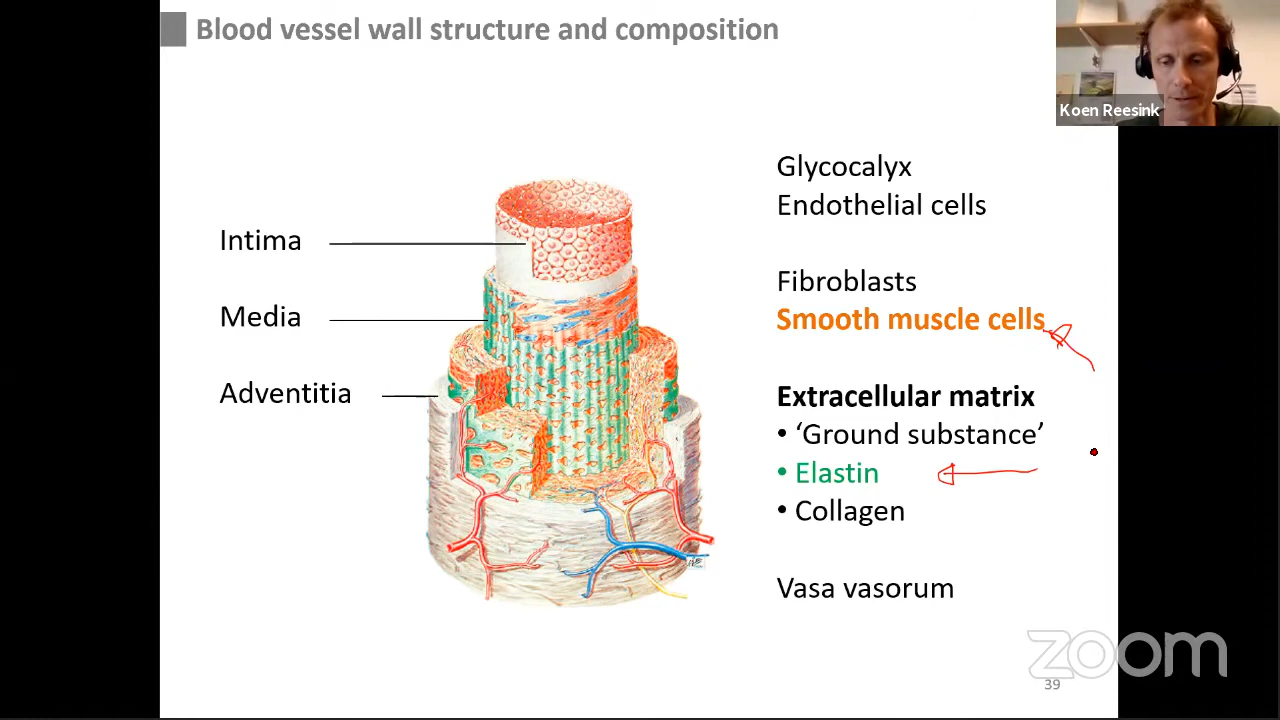 Blood vessel wall structure and composition
Koen Reesink
Intima
Media
Adventitia
Glycocalyx
Endothelial cells
Fibroblasts
Smooth muscle cells
Extracellular matrix
• ‘Ground substance’
• Elastin
• Collagen
Vasa vasorum
zoom
39